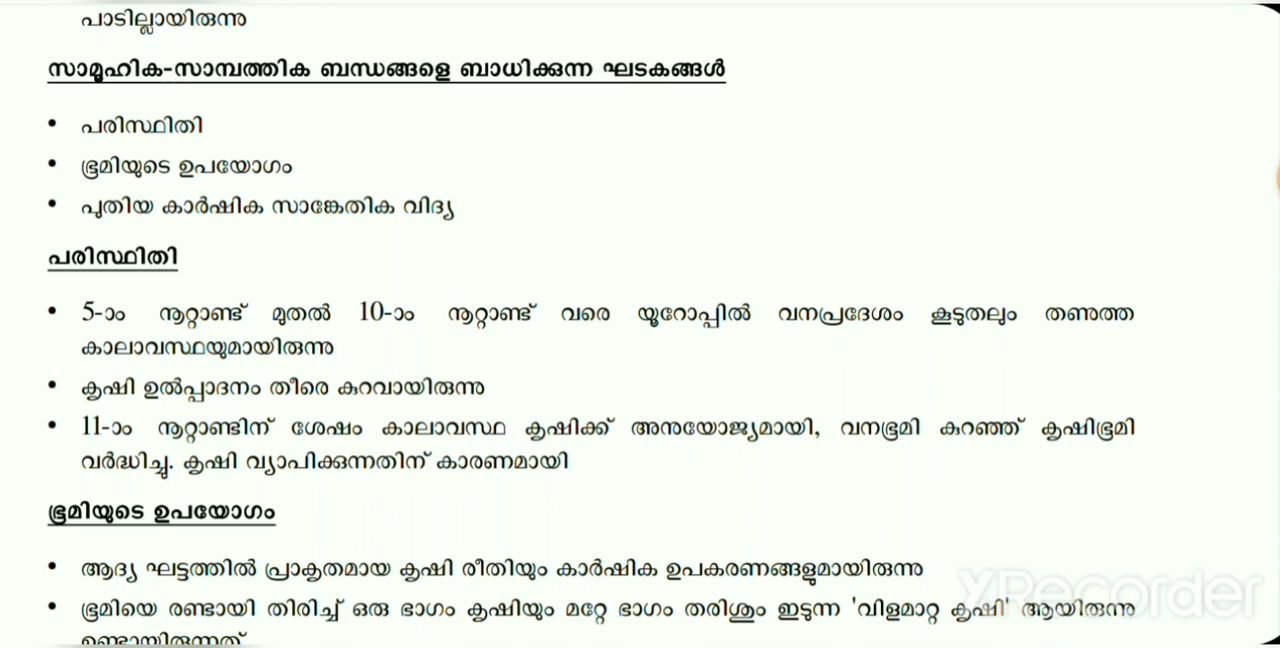 പാടില്ലായിരുന്നു
സാമൂഹിക-സാമ്പത്തിക ബന്ധങ്ങളെ ബാധിക്കുന്ന ഘടകങ്ങൾ
• പരിസ്ഥിതി
• ഭൂമിയുടെ ഉപയോഗം
• പുതിയ കാർഷിക സാങ്കേതിക വിദ്യ
പരിസ്ഥിതി
• 5-ാം നൂറ്റാണ്ട് മുതൽ 10-ാം നൂറ്റാണ്ട് വരെ യൂറോപ്പിൽ വനപ്രദേശം കൂടുതലും തണുത്ത
കാലാവസ്ഥയുമായിരുന്നു
• കൃഷി ഉൽപ്പാദനം തീരെ കുറവായിരുന്നു
• 11-ാം നൂറ്റാണ്ടിന് ശേഷം കാലാവസ്ഥ കൃഷിക്ക് അനുയോജ്യമായി, വനഭൂമി കുറഞ്ഞ് കൃഷിഭൂമി
വർദ്ധിച്ചു. കൃഷി വ്യാപിക്കുന്നതിന് കാരണമായി
ഭൂമിയുടെ ഉപയോഗം
• ആദ്യ ഘട്ടത്തിൽ പ്രാകൃതമായ കൃഷി രീതിയും കാർഷിക ഉപകരണങ്ങളുമായിരുന്നു
• ഭൂമിയെ രണ്ടായി തിരിച്ച് ഒരു ഭാഗം കൃഷിയും മറ്റേ ഭാഗം തരിശും ഇടുന്ന 'വിളമാറ്റ കൃഷി' ആയിരുന്നു
ഉണ്ടായിരുന്നത്
XRecorder